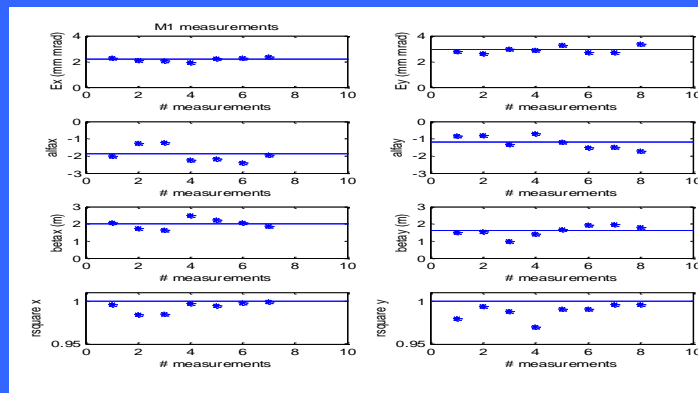 M1 measurements
Ex (mm mrad)
4
2
0
0 2 4 6 8 10
# measurements
Ey (mm mrad)
4
2
0
0 2 4 6 8 10
# measurements
alfax
0
-1
-2
-3
0 2 4 6 8 10
# measurements
alfay
0
-1
-2
-3
0 2 4 6 8 10
# measurements
betax (m)
3
2
1
0
0 2 4 6 8 10
# measurements
betay (m)
3
2
1
0
0 2 4 6 8 10
# measurements
rsquare x
1
0.95
0 2 4 6 8 10
# measurements
rsquare y
1
0.95
0 2 4 6 8 10
# measurements